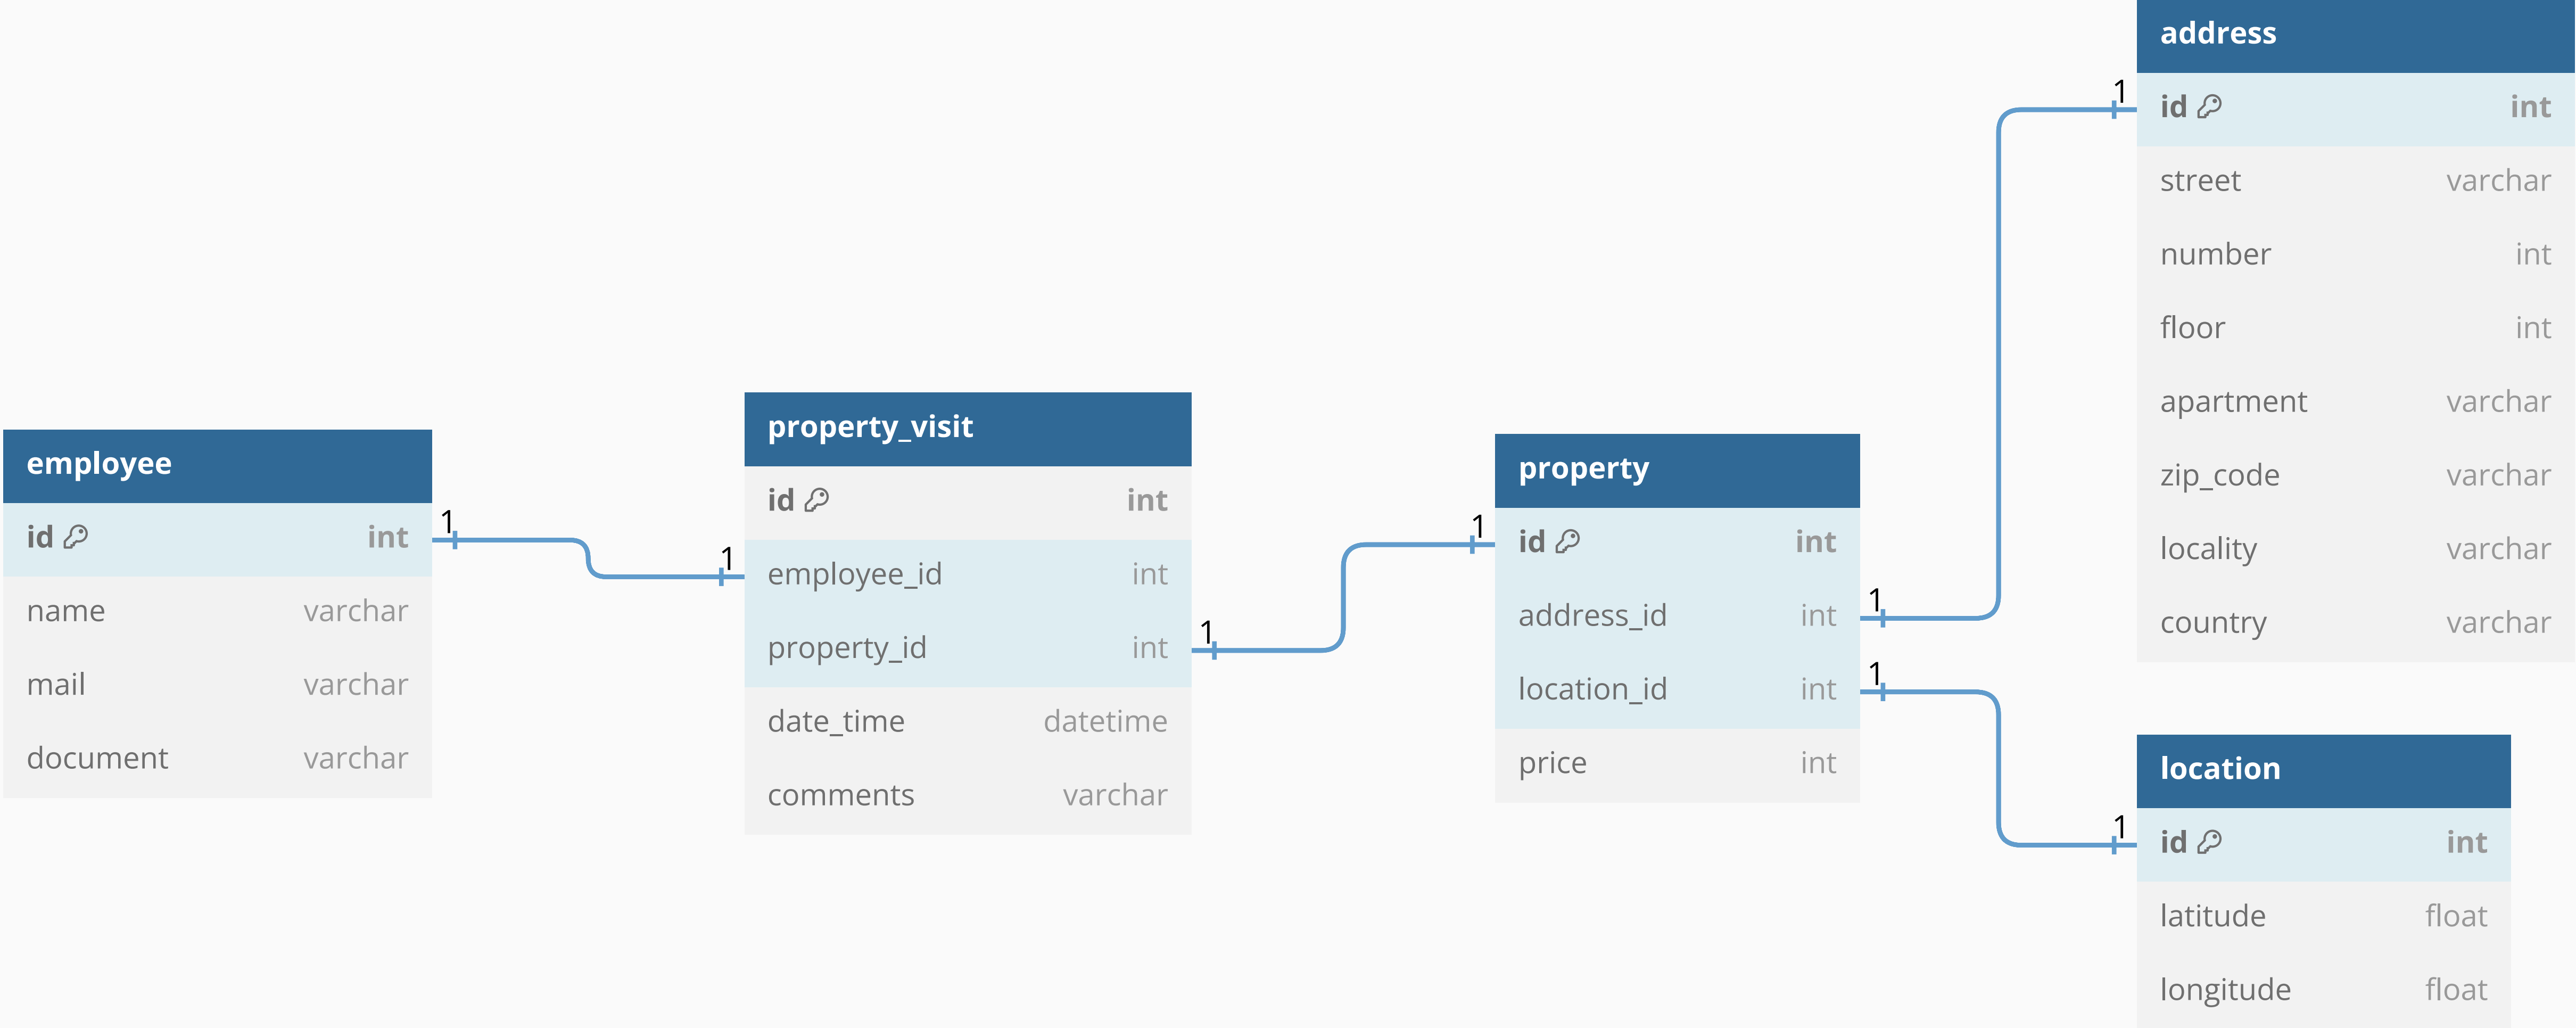 employee
id int
name varchar
mail varchar
document varchar
1
1
property_visit
id int
employee_id int
property_id int
date_time datetime
comments varchar
1
1
property
id int
address_id int
location_id int
price int
1
1
1
1
address
id int
street varchar
number int
floor int
apartment varchar
zip_code varchar
locality varchar
country varchar
location
id int
latitude float
longitude float